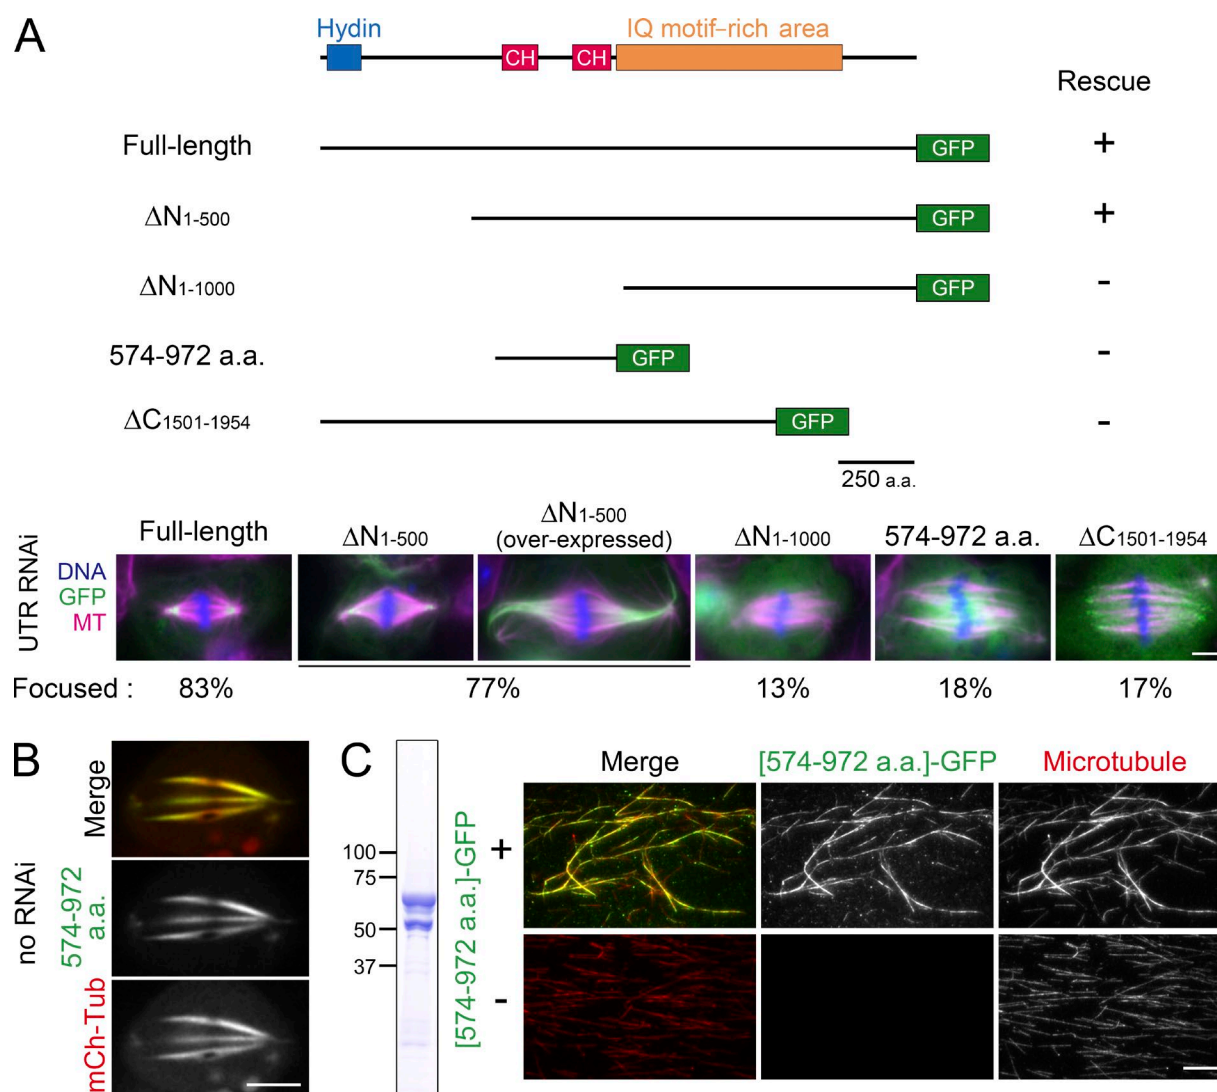 A
Hydin
IQ motif–rich area
CH
CH
Rescue
Full-length
GFP
+
ΔN1-500
GFP
+
ΔN1-1000
GFP
-
574-972 a.a.
GFP
-
ΔC1501-1954
GFP
-
250 a.a.
UTR RNAi
DNA
GFP
MT
Full-length
ΔN1-500
ΔN1-500
(over-expressed)
ΔN1-1000
574-972 a.a.
ΔC1501-1954
Focused : 83% 77% 13% 18% 17%
B
no RNAi
Merge
574-972
a.a.
mCh-Tub
C
100
75
50
37
[574-972 a.a.]-GFP
+
-
Merge
[574-972 a.a.]-GFP
Microtubule